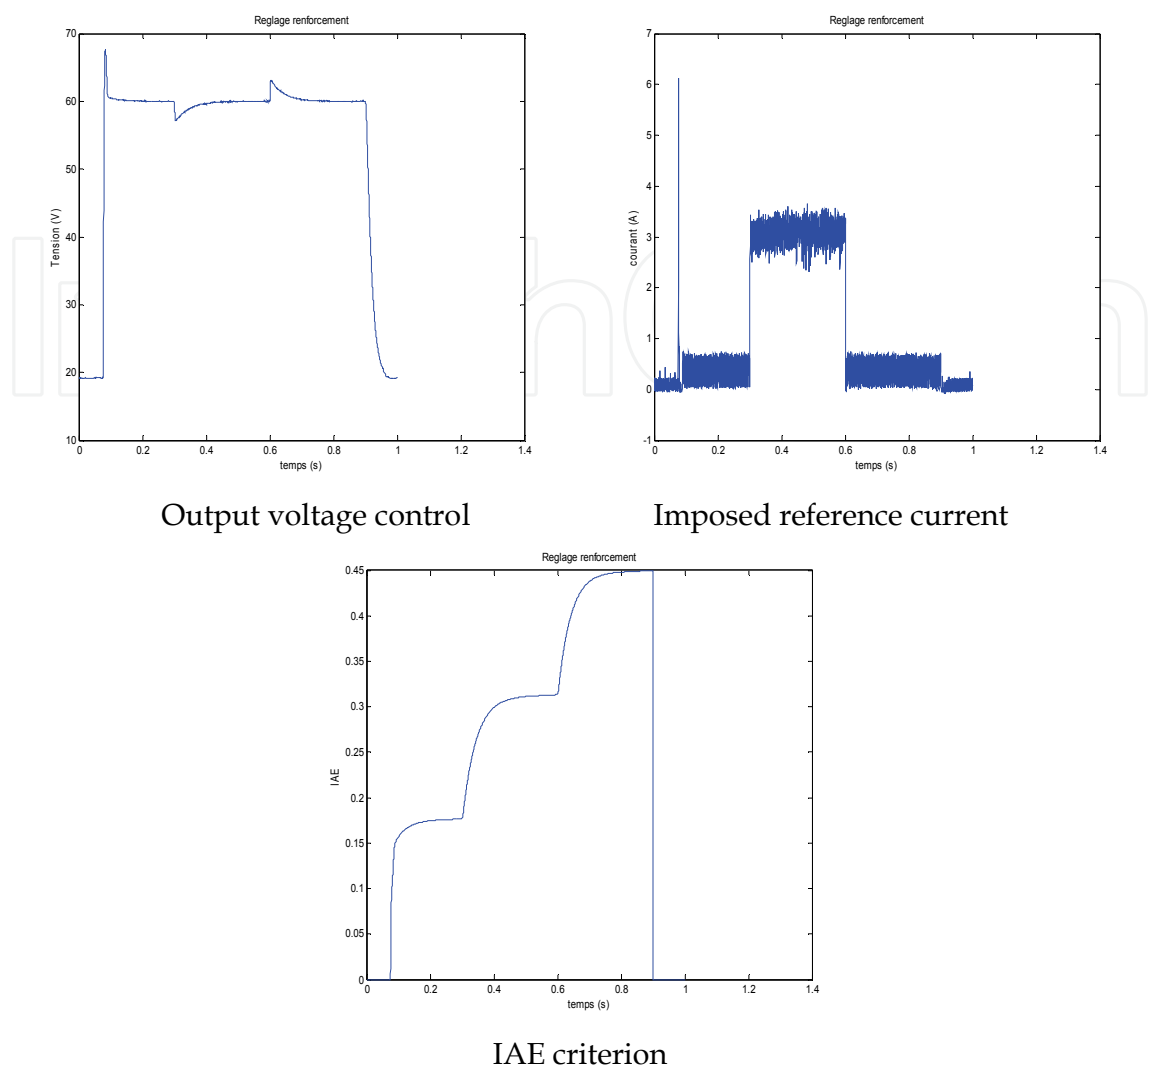 Reglage renforcement
70
60
50
40
30
20
10
Tension (V)
0 0.2 0.4 0.6 0.8 1 1.2 1.4
temps (s)
Output voltage control
Reglage renforcement
7
6
5
4
3
2
1
0
-1
courant (A)
0 0.2 0.4 0.6 0.8 1 1.2 1.4
temps (s)
Imposed reference current
Reglage renforcement
0.45
0.4
0.35
0.3
0.25
0.2
0.15
0.1
0.05
0
IAE
0 0.2 0.4 0.6 0.8 1 1.2 1.4
temps (s)
IAE criterion